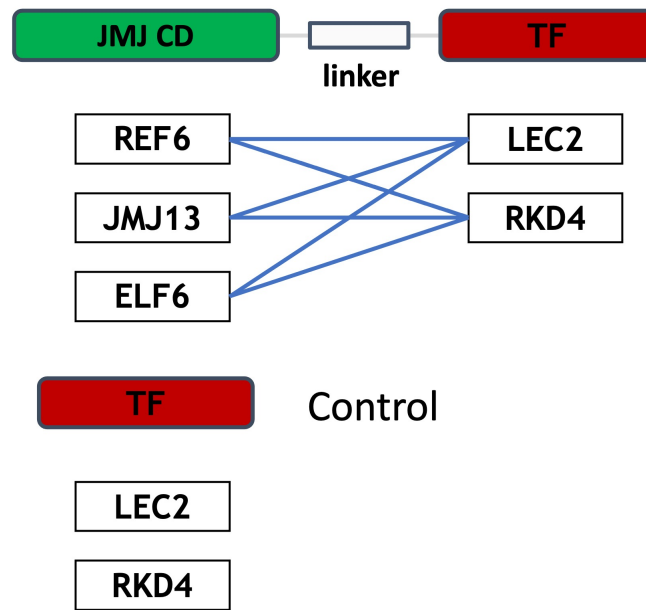 JMJ CD
TF
linker
REF6
LEC2
JMJ13
RKD4
ELF6
TF
Control
LEC2
RKD4